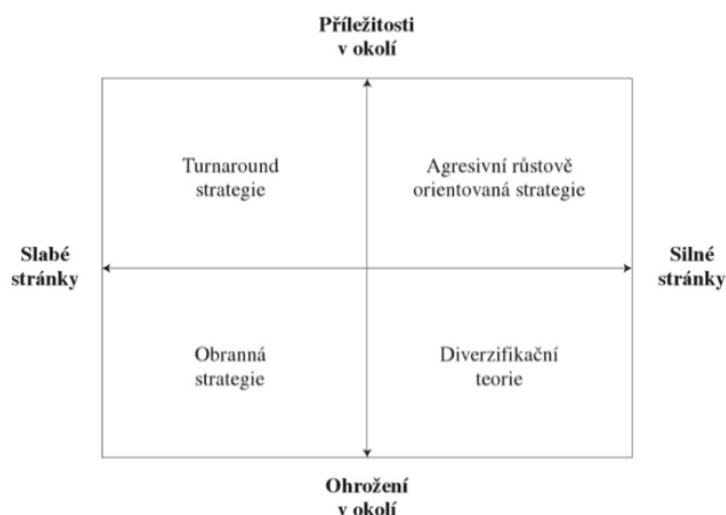 Příležitosti
v okolí
Turnaround
strategie
Agresivní růstově
orientovaná strategie
Slabé
stránky
Silné
stránky
Obranná
strategie
Diverzifikační
teorie
Ohrožení
v okolí